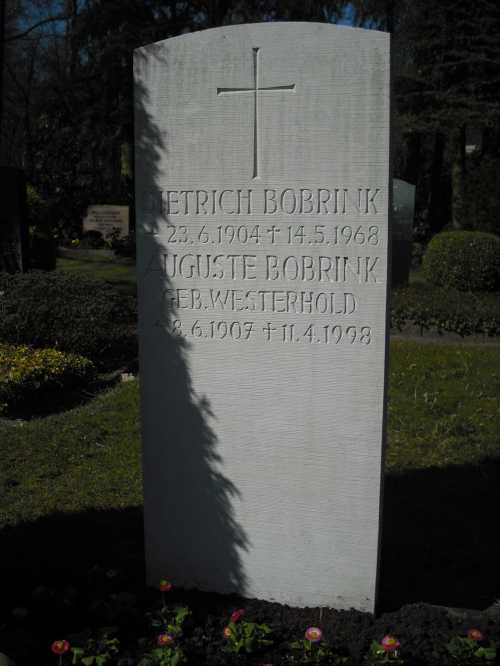 DIETRICH BOBRINK
* 23.6.1904 † 14.5.1968
AUGUSTE BOBRINK
GEB. WESTERHOLD
* 8.6.1907 † 11.4.1998